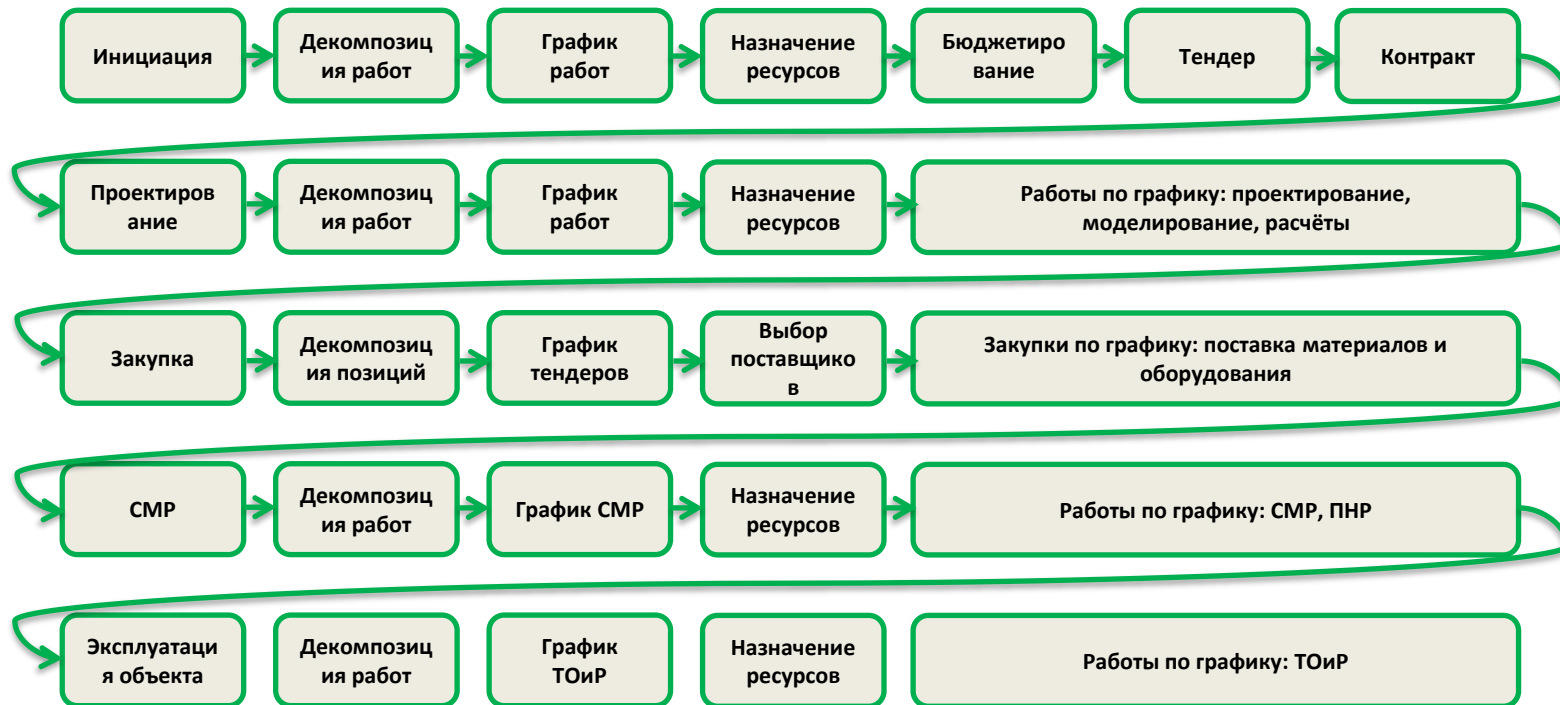 Инициация
Декомпозиц
ия работ
График
работ
Назначение
ресурсов
Бюджетиро
вание
Тендер
Контракт
Проектиров
ание
Декомпозиц
ия работ
График
работ
Назначение
ресурсов
Работы по графику: проектирование,
моделирование, расчёты
Закупка
Декомпозиц
ия позиций
График
тендеров
Выбор
поставщико
в
Закупки по графику: поставка материалов и
оборудования
СМР
Декомпозиц
ия работ
График СМР
Назначение
ресурсов
Работы по графику: СМР, ПНР
Эксплуатаци
я объекта
Декомпозиц
ия работ
График
ТОиР
Назначение
ресурсов
Работы по графику: ТОиР